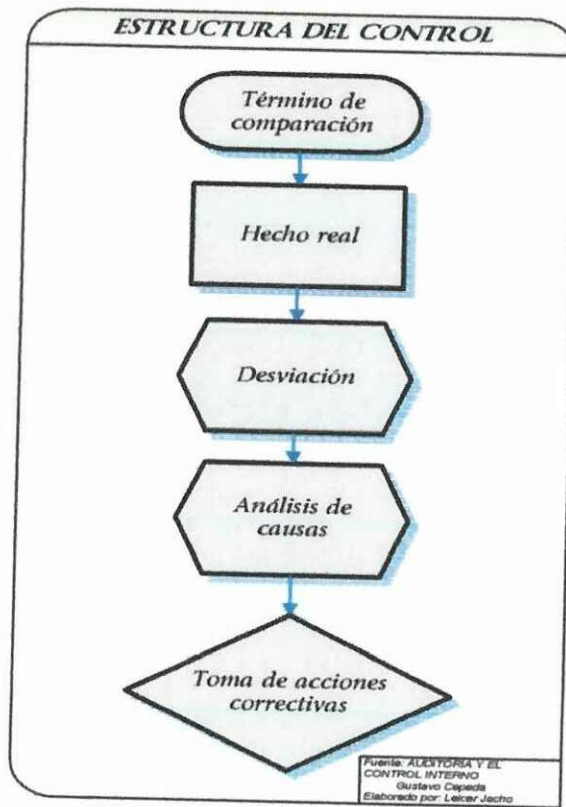 ESTRUCTURA DEL CONTROL
Término de
comparación
Hecho real
Desviación
Análisis de
causas
Toma de acciones
correctivas
Fuente: AUDITORIA Y EL
CONTROL INTERNO
Gustavo Cepeda
Elaborado por: Leicer Jacho